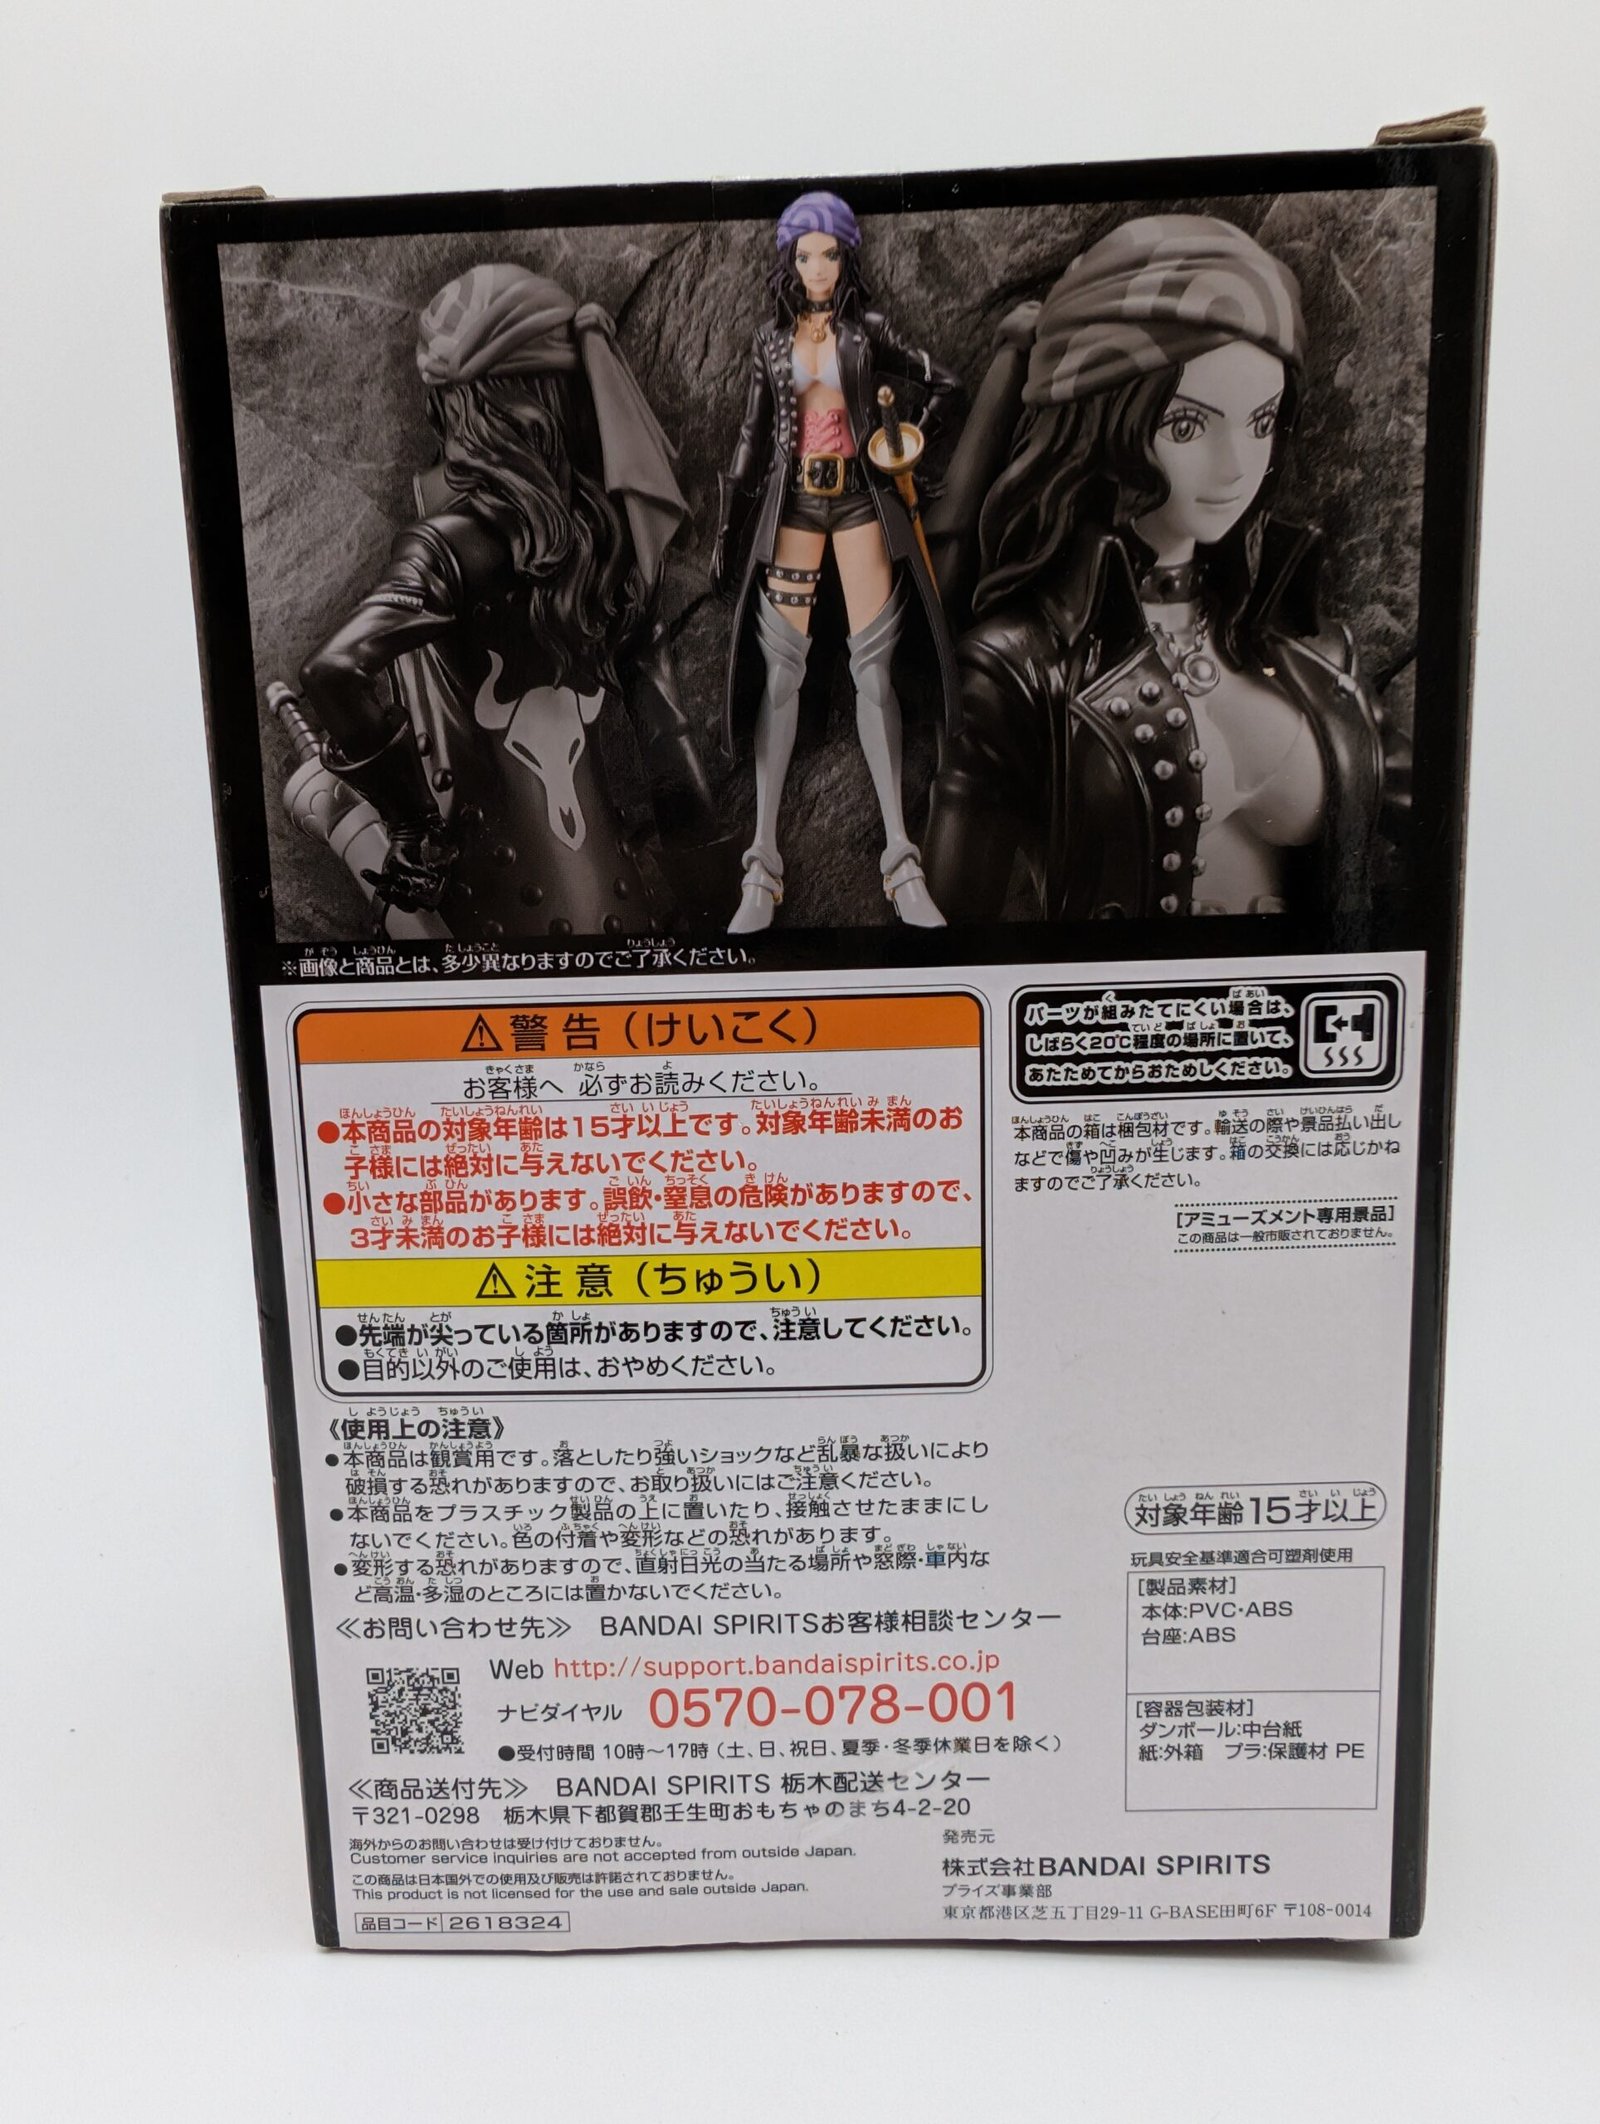 ※画像と商品とは、多少異なりますのでご了承ください。
⚠警告（けいこく）
お客様へ 必ずお読みください。
●本商品の対象年齢は15才以上です。対象年齢未満のお
子様には絶対に与えないでください。
●小さな部品があります。誤飲・窒息の危険がありますので、
3才未満のお子様には絶対に与えないでください。
⚠注意（ちゅうい）
●先端が尖っている箇所がありますので、注意してください。
●目的以外のご使用は、おやめください。
パーツが組みたてにくい場合は、
しばらく20℃程度の場所に置いて、
あたためてからおためしください。
本商品の箱は梱包材です。輸送の際や景品払い出し
などで傷や凹みが生じます。箱の交換には応じかね
ますのでご了承ください。
[アミューズメント専用景品]
この商品は一般市販されておりません。
《使用上の注意》
●本商品は観賞用です。落としたり強いショックなど乱暴な扱いにより
破損する恐れがありますので、お取り扱いにはご注意ください。
●本商品をプラスチック製品の上に置いたり、接触させたままにし
ないでください。色の付着や変形などの恐れがあります。
●変形する恐れがありますので、直射日光の当たる場所や窓際・車内な
ど高温・多湿のところには置かないでください。
≪お問い合わせ先≫ BANDAI SPIRITSお客様相談センター
Web http://support.bandaispirits.co.jp
ナビダイヤル 0570-078-001
●受付時間 10時～17時（土、日、祝日、夏季・冬季休業日を除く）
≪商品送付先≫ BANDAI SPIRITS 栃木配送センター
〒321-0298 栃木県下都賀郡壬生町おもちゃのまち4-2-20
海外からのお問い合わせは受け付けておりません。
Customer service inquiries are not accepted from outside Japan.
この商品は日本国外での使用及び販売は許諾されておりません。
This product is not licensed for the use and sale outside Japan.
品目コード 2618324
対象年齢15才以上
玩具安全基準適合可塑剤使用
[製品素材]
本体:PVC・ABS
台座:ABS
[容器包装材]
ダンボール:中台紙
紙:外箱 プラ:保護材 PE
発売元
株式会社BANDAI SPIRITS
プライズ事業部
東京都港区芝五丁目29-11 G-BASE田町6F 〒108-0014